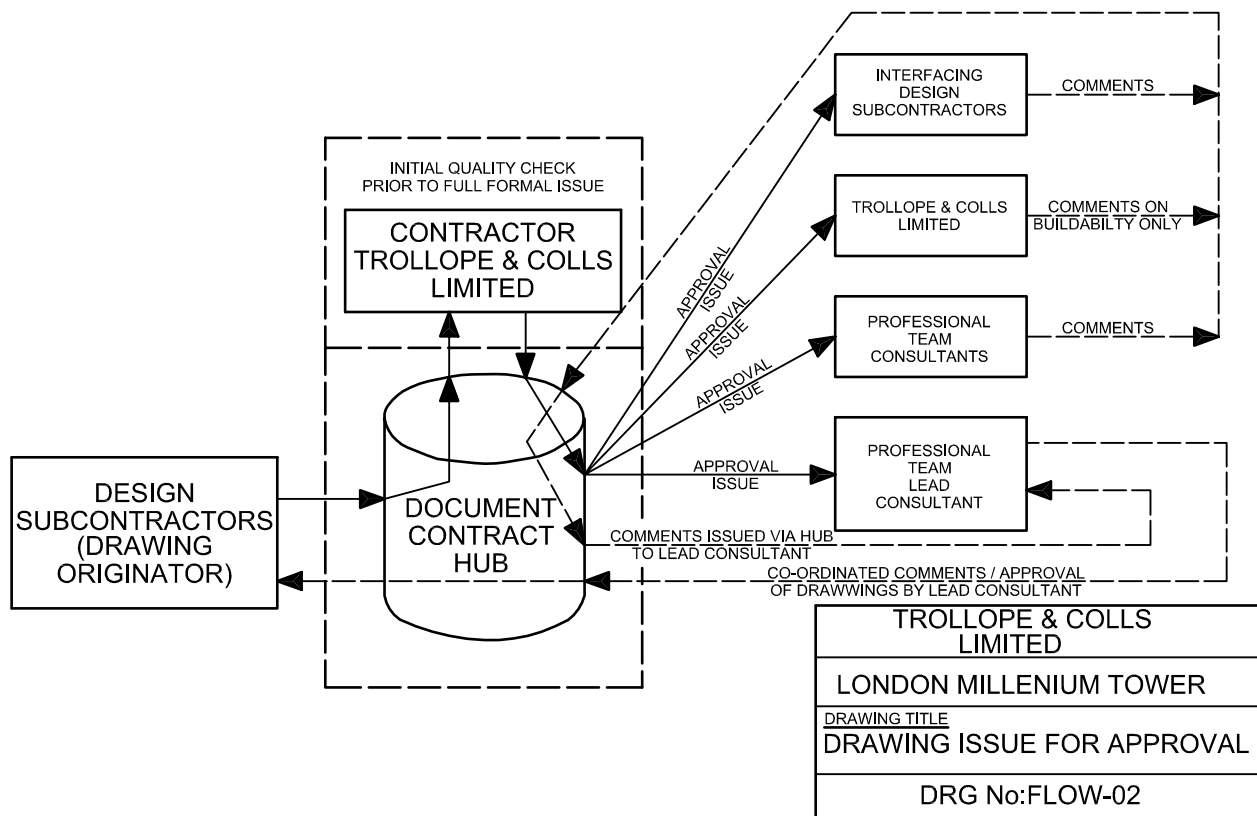 INITIAL QUALITY CHECK
PRIOR TO FULL FORMAL ISSUE
CONTRACTOR
TROLLOPE & COLLS
LIMITED
DESIGN
SUBCONTRACTORS
(DRAWING
ORIGINATOR)
DOCUMENT
CONTRACT
HUB
APPROVAL
ISSUE
APPROVAL
ISSUE
APPROVAL
ISSUE
APPROVAL
ISSUE
INTERFACING
DESIGN
SUBCONTRACTORS
COMMENTS
TROLLOPE & COLLS
LIMITED
COMMENTS ON
BUILDABILTY ONLY
PROFESSIONAL
TEAM
CONSULTANTS
COMMENTS
PROFESSIONAL
TEAM
LEAD
CONSULTANT
COMMENTS ISSUED VIA HUB
TO LEAD CONSULTANT
CO-ORDINATED COMMENTS / APPROVAL
OF DRAWWINGS BY LEAD CONSULTANT
TROLLOPE & COLLS
LIMITED
LONDON MILLENIUM TOWER
DRAWING TITLE
DRAWING ISSUE FOR APPROVAL
DRG No:FLOW-02